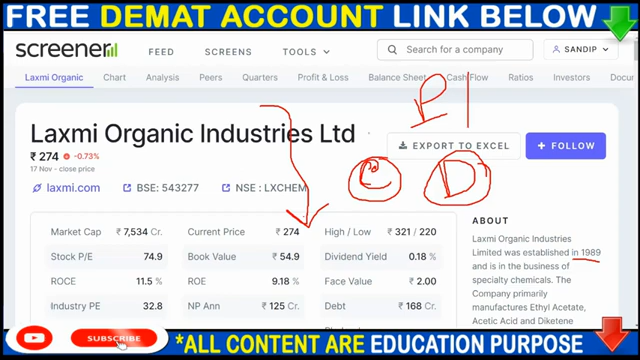 FREE DEMAT ACCOUNT LINK BELOW
screener
FEED
SCREENS
TOOLS
Search for a company
SANDIP
Laxmi Organic
Chart
Analysis
Peers
Quarters
Profit & Loss
Balance Sheet
Cash Flow
Ratios
Investors
Docum
P
Laxmi Organic Industries Ltd
EXPORT TO EXCEL
+ FOLLOW
₹ 274 -0.73%
17 Nov - close price
C D
laxmi.com
BSE: 543277
NSE : LXCHEM
Market Cap ₹ 7,534 Cr.
Current Price ₹ 274
High / Low ₹ 321 / 220
Stock P/E 74.9
Book Value ₹ 54.9
Dividend Yield 0.18 %
ROCE 11.5 %
ROE 9.18 %
Face Value ₹ 2.00
Industry PE 32.8
NP Ann ₹ 125 Cr.
Debt ₹ 168 Cr.
ABOUT
Laxmi Organic Industries
Limited was established in 1989
and is in the business of
specialty chemicals. The
Company primarily
manufactures Ethyl Acetate,
Acetic Acid and Diketene
SUBSCRIBE
*ALL CONTENT ARE EDUCATION PURPOSE